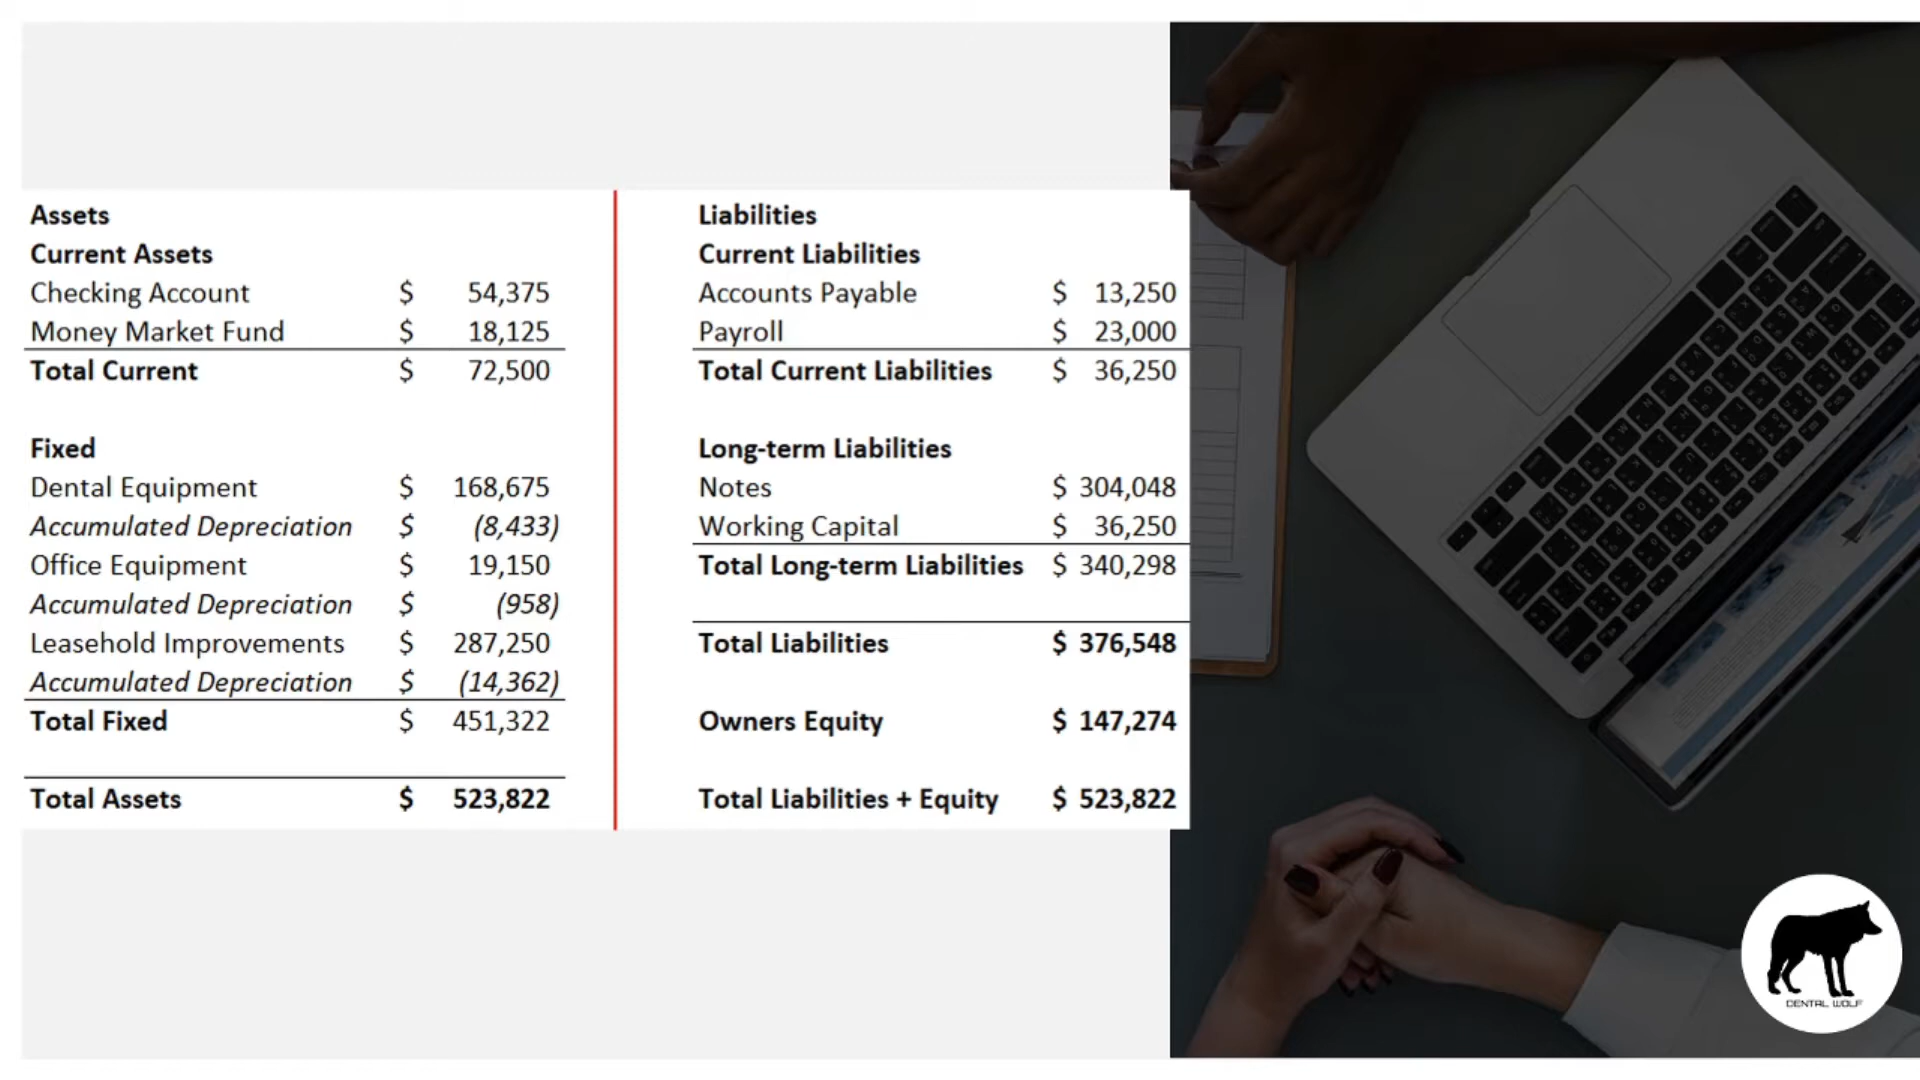 Assets
Current Assets
Checking Account $ 54,375
Money Market Fund $ 18,125
Total Current $ 72,500
Fixed
Dental Equipment $ 168,675
Accumulated Depreciation $ (8,433)
Office Equipment $ 19,150
Accumulated Depreciation $ (958)
Leasehold Improvements $ 287,250
Accumulated Depreciation $ (14,362)
Total Fixed $ 451,322
Total Assets $ 523,822
Liabilities
Current Liabilities
Accounts Payable $ 13,250
Payroll $ 23,000
Total Current Liabilities $ 36,250
Long-term Liabilities
Notes $ 304,048
Working Capital $ 36,250
Total Long-term Liabilities $ 340,298
Total Liabilities $ 376,548
Owners Equity $ 147,274
Total Liabilities + Equity $ 523,822
DENTAL WOLF